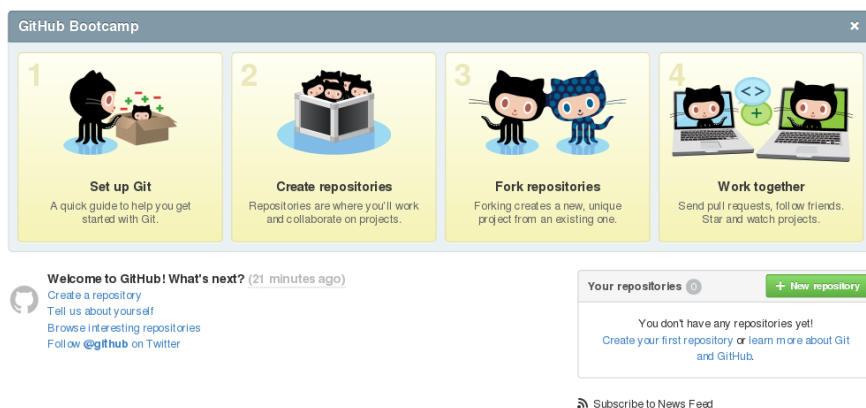 GitHub Bootcamp ×
1
2
3
4
Set up Git
A quick guide to help you get
started with Git.
Create repositories
Repositories are where you'll work
and collaborate on projects.
Fork repositories
Forking creates a new, unique
project from an existing one.
Work together
Send pull requests, follow friends.
Star and watch projects.
Welcome to GitHub! What's next? (21 minutes ago)
Create a repository
Tell us about yourself
Browse interesting repositories
Follow @github on Twitter
Your repositories 0
+ New repository
You don't have any repositories yet!
Create your first repository or learn more about Git
and GitHub.
Subscribe to News Feed